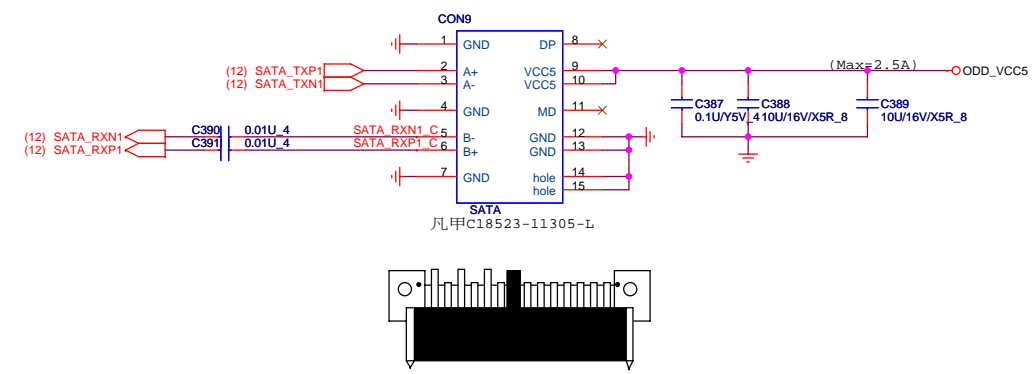 CON9
1 GND DP 8
(12) SATA_TXP1 2 A+ VCC5 9 (Max=2.5A) ODD_VCC5
(12) SATA_TXN1 3 A- VCC5 10
4 GND MD 11
C387
0.1U/Y5V_4
C388
10U/16V/X5R_8
C389
10U/16V/X5R_8
(12) SATA_RXN1 C390 0.01U_4 SATA_RXN1_C 5 B- GND 12
(12) SATA_RXP1 C391 0.01U_4 SATA_RXP1_C 6 B+ GND 13
7 GND hole 14
hole 15
SATA
凡甲C18523-11305-L